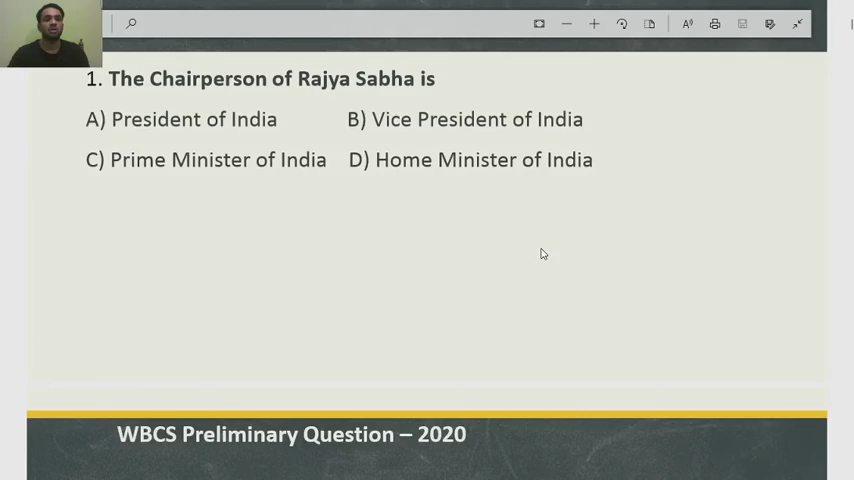 1. The Chairperson of Rajya Sabha is
A) President of India B) Vice President of India
C) Prime Minister of India D) Home Minister of India
WBCS Preliminary Question – 2020